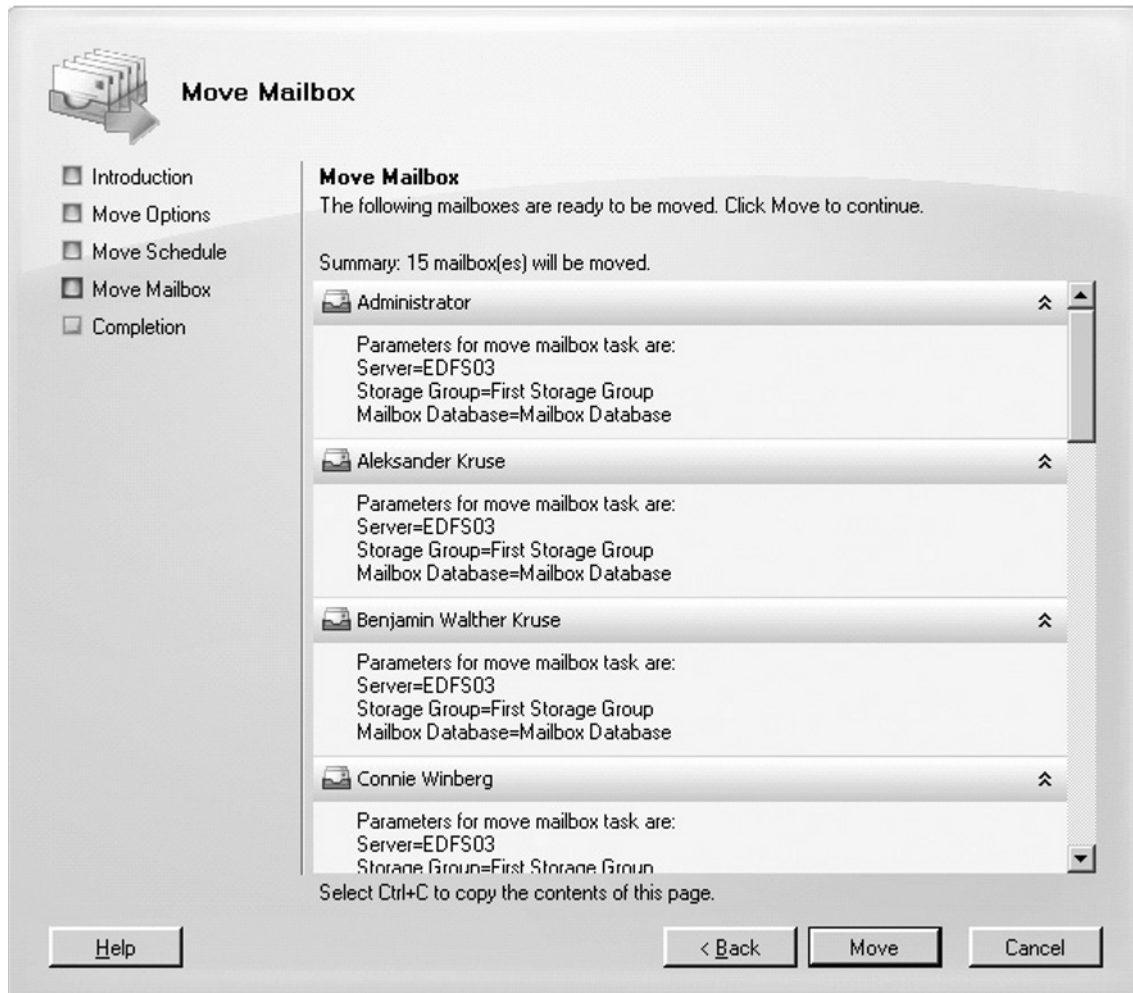 Move Mailbox
Introduction
Move Options
Move Schedule
Move Mailbox
Completion
Move Mailbox
The following mailboxes are ready to be moved. Click Move to continue.
Summary: 15 mailbox(es) will be moved.
Administrator
Parameters for move mailbox task are:
Server=EDFS03
Storage Group=First Storage Group
Mailbox Database=Mailbox Database
Aleksander Kruse
Parameters for move mailbox task are:
Server=EDFS03
Storage Group=First Storage Group
Mailbox Database=Mailbox Database
Benjamin Walther Kruse
Parameters for move mailbox task are:
Server=EDFS03
Storage Group=First Storage Group
Mailbox Database=Mailbox Database
Connie Winberg
Parameters for move mailbox task are:
Server=EDFS03
Storage Group=First Storage Group
Select Ctrl+C to copy the contents of this page.
Help
< Back
Move
Cancel